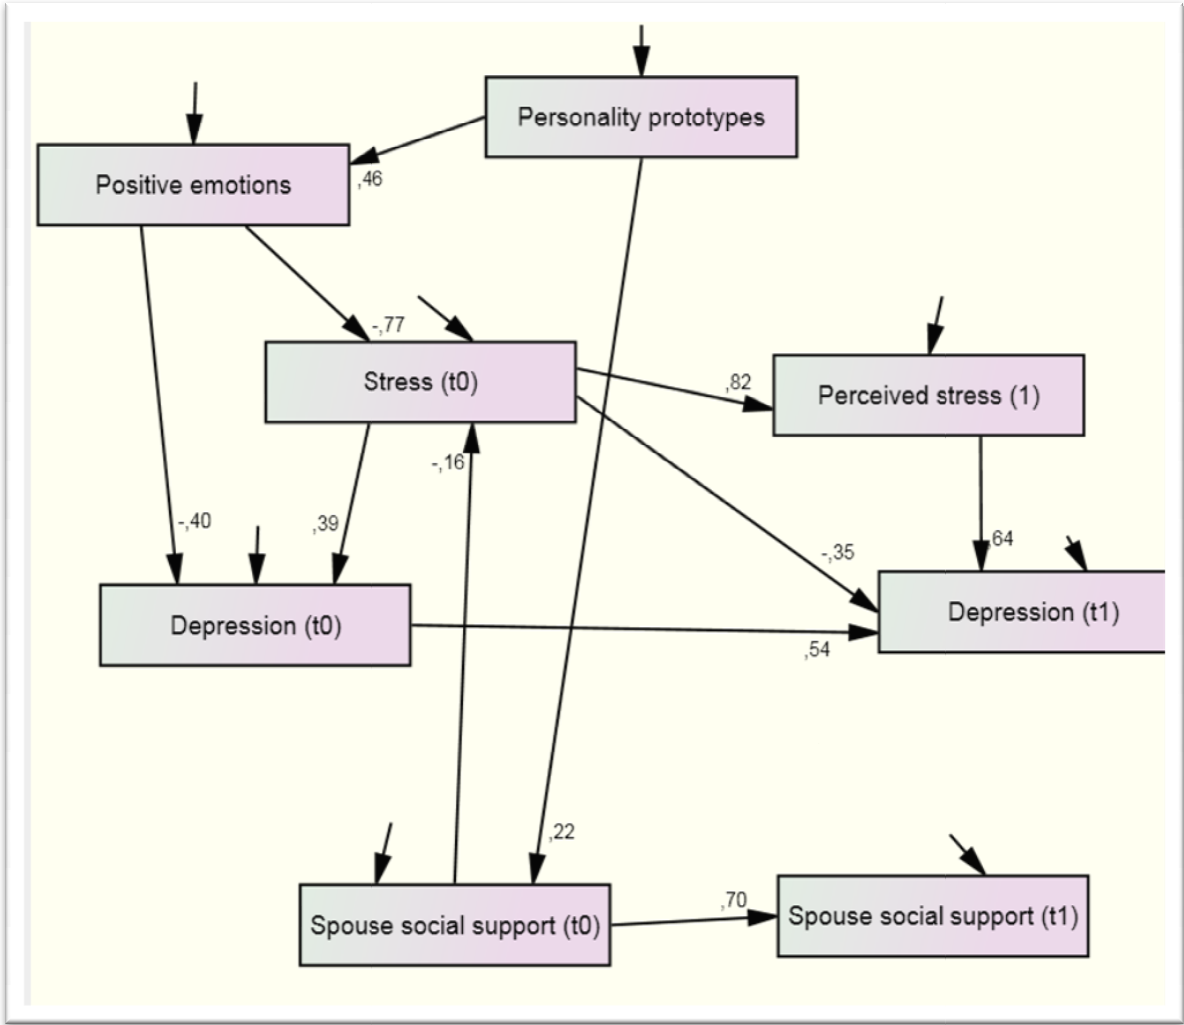 Personality prototypes
Positive emotions
,46
-,77
Stress (t0)
,82
Perceived stress (1)
-,16
-,40
,39
-,35
,64
Depression (t0)
Depression (t1)
,54
,22
Spouse social support (t0)
,70
Spouse social support (t1)